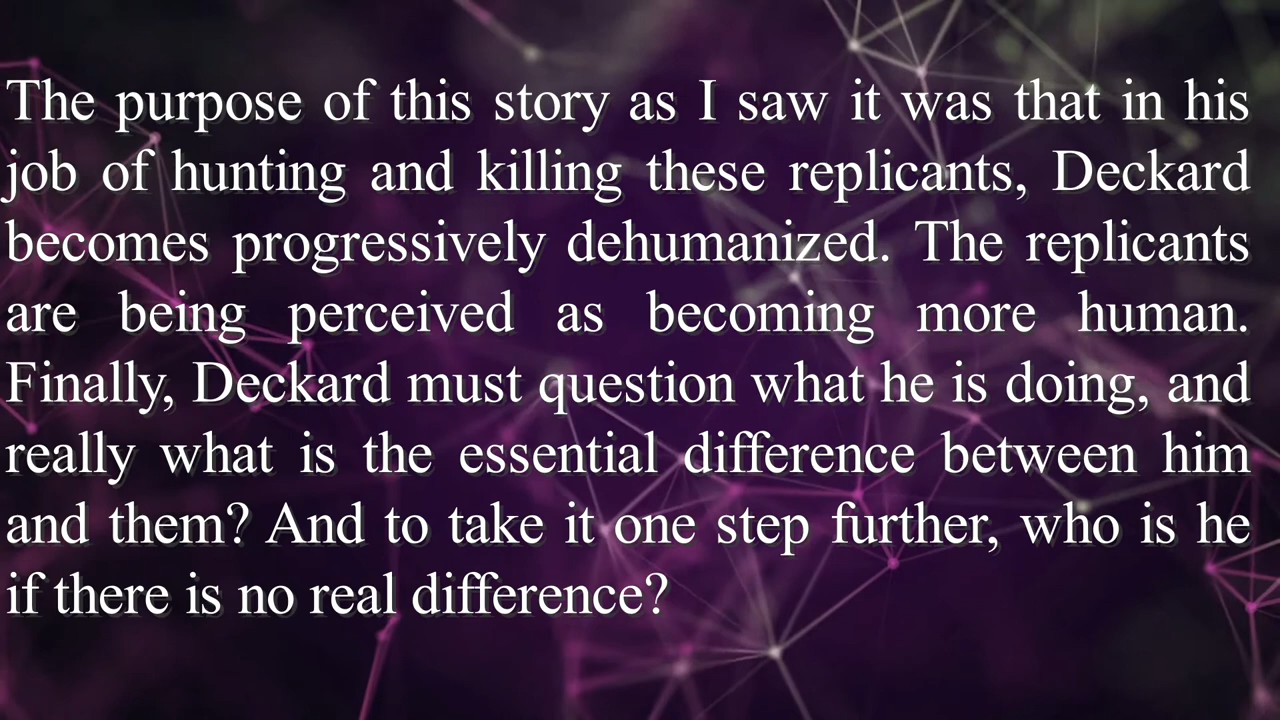 The purpose of this story as I saw it was that in his
job of hunting and killing these replicants, Deckard
becomes progressively dehumanized. The replicants
are being perceived as becoming more human.
Finally, Deckard must question what he is doing, and
really what is the essential difference between him
and them? And to take it one step further, who is he
if there is no real difference?